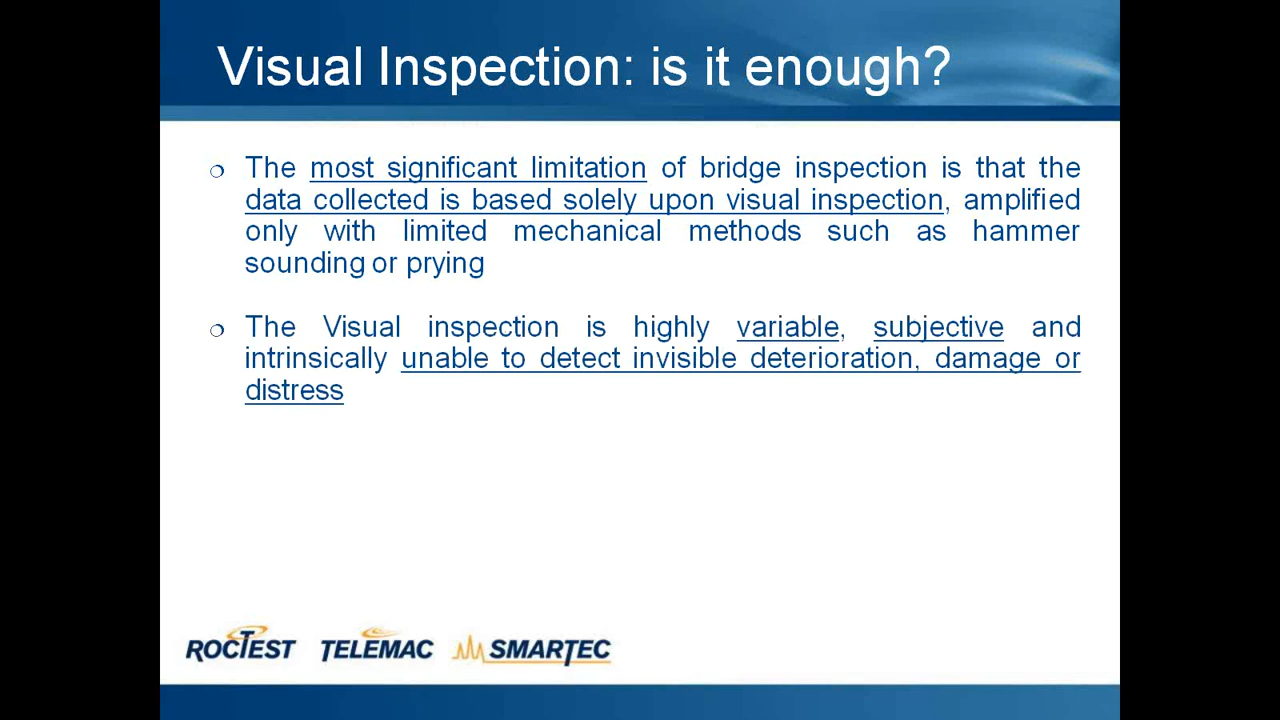 Visual Inspection: is it enough?
The most significant limitation of bridge inspection is that the
data collected is based solely upon visual inspection, amplified
only with limited mechanical methods such as hammer
sounding or prying
The Visual inspection is highly variable, subjective and
intrinsically unable to detect invisible deterioration, damage or
distress
ROCTEST TELEMAC SMARTEC